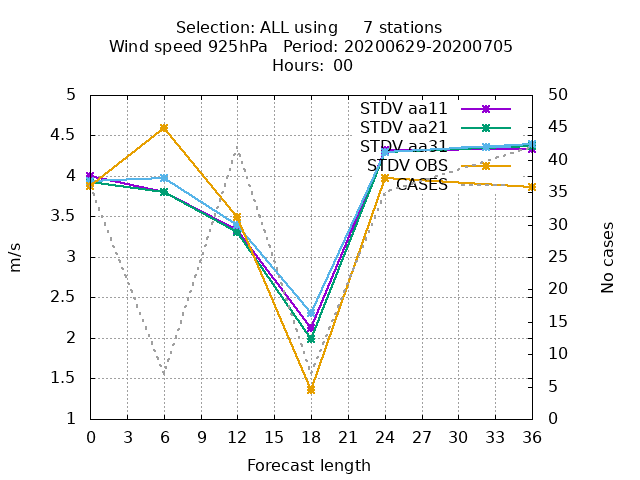 Selection: ALL using     7 stations
Wind speed 925hPa   Period: 20200629-20200705
Hours:  00
5
4.5
4
3.5
3
2.5
2
1.5
1
m/s
STDV aa11
STDV aa21
STDV aa31
STDV OBS
CASES
50
45
40
35
30
25
20
15
10
5
0
No cases
0 3 6 9 12 15 18 21 24 27 30 33 36
Forecast length